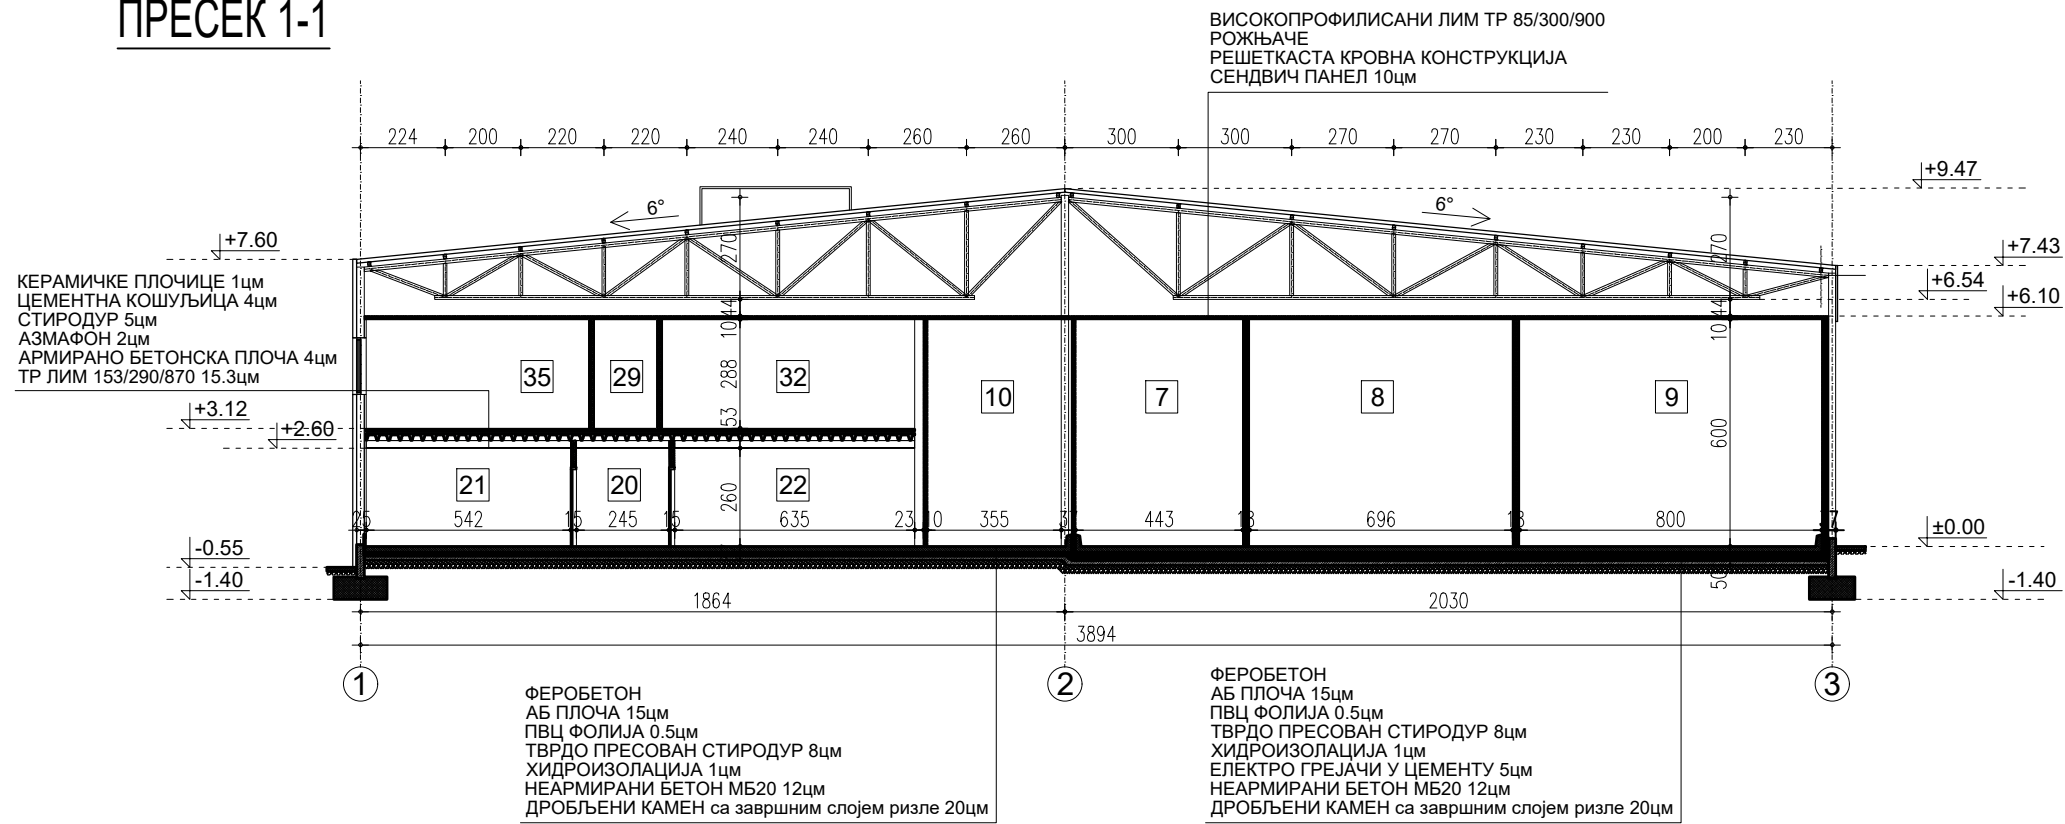 ПРЕСЕК 1-1
ВИСОКОПРОФИЛИСАНИ ЛИМ ТР 85/300/900
РОЖЊАЧЕ
РЕШЕТКАСТА КРОВНА КОНСТРУКЦИЈА
СЕНДВИЧ ПАНЕЛ 10цм
224 200 220 220 240 240 260 260 300 300 270 270 230 230 200 230
+9.47
6°
6°
+7.60
270
270
+7.43
+6.54
+6.10
КЕРАМИЧКЕ ПЛОЧИЦЕ 1цм
ЦЕМЕНТНА КОШУЉИЦА 4цм
СТИРОДУР 5цм
АЗМАФОН 2цм
АРМИРАНО БЕТОНСКА ПЛОЧА 4цм
ТР ЛИМ 153/290/870 15.3цм
10 44
10 44
35 29 32 10 7 8 9
288
53
600
+3.12
+2.60
21 20 22
260
25 542 15 245 15 635 23 10 355 37 443 18 696 18 800
±0.00
-0.55
-1.40
50
-1.40
1864 2030
3894
1 2 3
ФЕРОБЕТОН
АБ ПЛОЧА 15цм
ПВЦ ФОЛИЈА 0.5цм
ТВРДО ПРЕСОВАН СТИРОДУР 8цм
ХИДРОИЗОЛАЦИЈА 1цм
НЕАРМИРАНИ БЕТОН МБ20 12цм
ДРОБЉЕНИ КАМЕН са завршним слојем ризле 20цм
ФЕРОБЕТОН
АБ ПЛОЧА 15цм
ПВЦ ФОЛИЈА 0.5цм
ТВРДО ПРЕСОВАН СТИРОДУР 8цм
ХИДРОИЗОЛАЦИЈА 1цм
ЕЛЕКТРО ГРЕЈАЧИ У ЦЕМЕНТУ 5цм
НЕАРМИРАНИ БЕТОН МБ20 12цм
ДРОБЉЕНИ КАМЕН са завршним слојем ризле 20цм